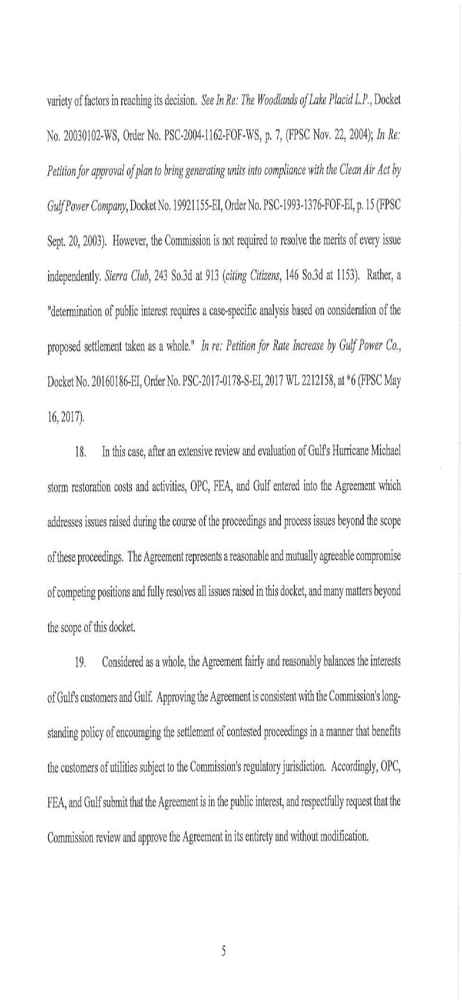 variety of factors in reaching its decision. See In Re: The Woodlands of Lake Placid L.P., Docket
No. 20030102-WS, Order No. PSC-2004-1162-FOF-WS, p. 7, (FPSC Nov. 22, 2004); In Re:
Petition for approval of plan to bring generating units into compliance with the Clean Air Act by
Gulf Power Company, Docket No. 19921155-EI, Order No. PSC-1993-1376-FOF-EI, p. 15 (FPSC
Sept. 20, 2003). However, the Commission is not required to resolve the merits of every issue
independently. Sierra Club, 243 So.3d at 913 (citing Citizens, 146 So.3d at 1153). Rather, a
"determination of public interest requires a case-specific analysis based on consideration of the
proposed settlement taken as a whole." In re: Petition for Rate Increase by Gulf Power Co.,
Docket No. 20160186-EI, Order No. PSC-2017-0178-S-EI, 2017 WL 2212158, at *6 (FPSC May
16, 2017).
18. In this case, after an extensive review and evaluation of Gulf's Hurricane Michael
storm restoration costs and activities, OPC, FEA, and Gulf entered into the Agreement which
addresses issues raised during the course of the proceedings and process issues beyond the scope
of these proceedings. The Agreement represents a reasonable and mutually agreeable compromise
of competing positions and fully resolves all issues raised in this docket, and many matters beyond
the scope of this docket.
19. Considered as a whole, the Agreement fairly and reasonably balances the interests
of Gulf's customers and Gulf. Approving the Agreement is consistent with the Commission's long-
standing policy of encouraging the settlement of contested proceedings in a manner that benefits
the customers of utilities subject to the Commission's regulatory jurisdiction. Accordingly, OPC,
FEA, and Gulf submit that the Agreement is in the public interest, and respectfully request that the
Commission review and approve the Agreement in its entirety and without modification.
5